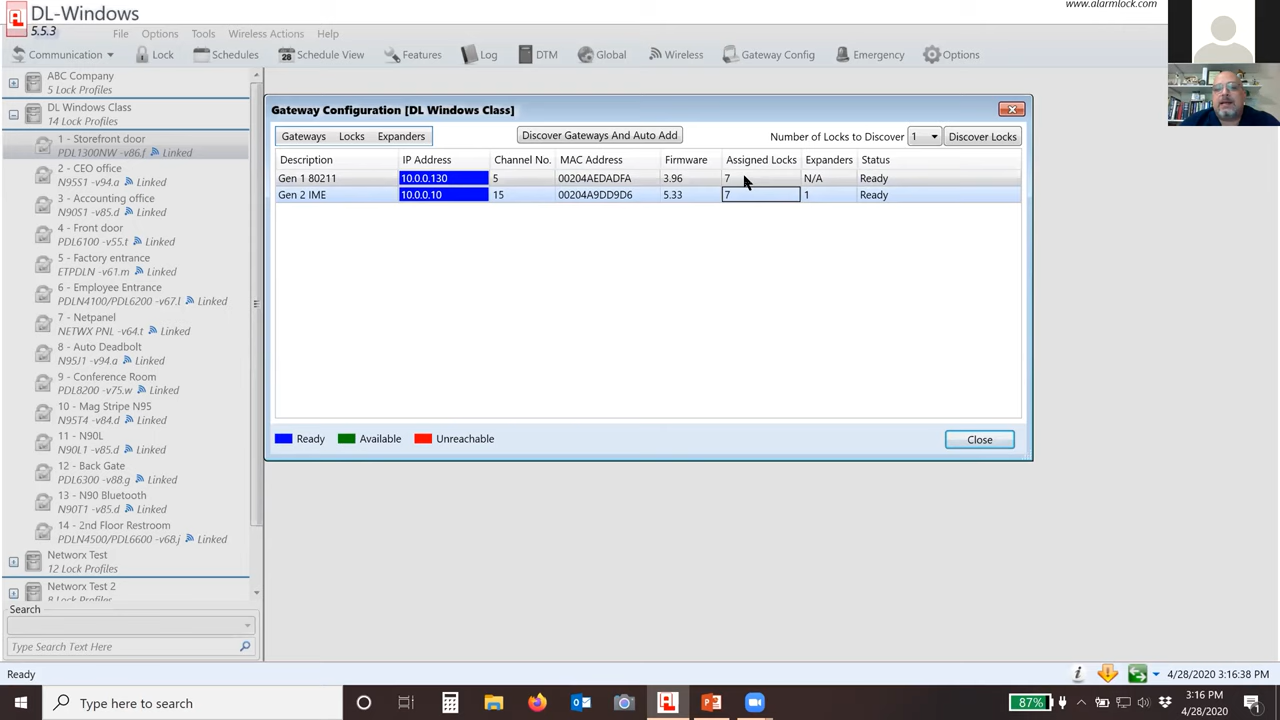 DL-Windows
5.5.3
www.alarmlock.com
File Options Tools Wireless Actions Help
Communication Lock Schedules 28 Schedule View Features Log DTM Global Wireless Gateway Config Emergency Options
ABC Company
5 Lock Profiles
DL Windows Class
14 Lock Profiles
1 - Storefront door
PDL1300NW -v86.f Linked
2 - CEO office
N95S1 -v94.a Linked
3 - Accounting office
N90S1 -v85.d Linked
4 - Front door
PDL6100 -v55.t Linked
5 - Factory entrance
ETPDLN -v61.m Linked
6 - Employee Entrance
PDLN4100/PDL6200 -v67.l Linked
7 - Netpanel
NETWX PNL -v64.t Linked
8 - Auto Deadbolt
N95J1 -v94.a Linked
9 - Conference Room
PDL8200 -v75.w Linked
10 - Mag Stripe N95
N95T4 -v84.d Linked
11 - N90L
N90L1 -v85.d Linked
12 - Back Gate
PDL6300 -v88.g Linked
13 - N90 Bluetooth
N90T1 -v85.d Linked
14 - 2nd Floor Restroom
PDLN4500/PDL6600 -v68.j Linked
Networx Test
12 Lock Profiles
Networx Test 2
8 Lock Profiles
Search
Type Search Text Here
Gateway Configuration [DL Windows Class]
Gateways Locks Expanders Discover Gateways And Auto Add Number of Locks to Discover 1 Discover Locks
Description IP Address Channel No. MAC Address Firmware Assigned Locks Expanders Status
Gen 1 80211 10.0.0.130 5 00204AEDADFA 3.96 7 N/A Ready
Gen 2 IME 10.0.0.10 15 00204A9DD9D6 5.33 7 1 Ready
Ready Available Unreachable
Close
Ready 4/28/2020 3:16:38 PM
Type here to search 87% 3:16 PM
4/28/2020 1